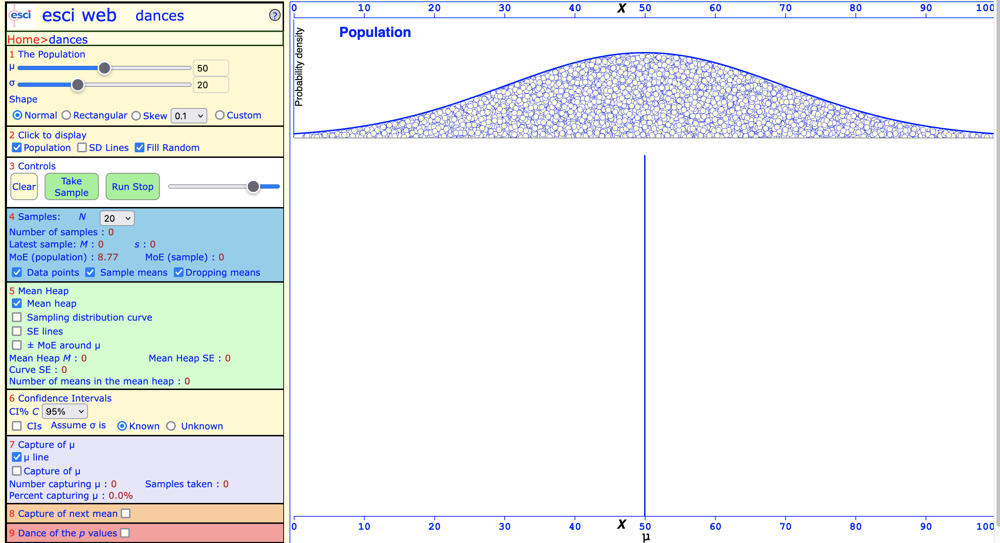 esci esci web dances ?
Home>dances
1 The Population
μ 50
σ 20
Shape
Normal Rectangular Skew 0.1 Custom
2 Click to display
Population SD Lines Fill Random
3 Controls
Clear Take Sample Run Stop
4 Samples: N 20
Number of samples : 0
Latest sample: M : 0 s : 0
MoE (population) : 8.77 MoE (sample) : 0
Data points Sample means Dropping means
5 Mean Heap
Mean heap
Sampling distribution curve
SE lines
± MoE around μ
Mean Heap M : 0 Mean Heap SE : 0
Curve SE : 0
Number of means in the mean heap : 0
6 Confidence Intervals
CI% C 95%
CIs Assume σ is Known Unknown
7 Capture of μ
μ line
Capture of μ
Number capturing μ : 0 Samples taken : 0
Percent capturing μ : 0.0%
8 Capture of next mean
9 Dance of the p values
0 10 20 30 40 X 50 60 70 80 90 100
Population
Probability density
0 10 20 30 40 X 50 60 70 80 90 100
μ